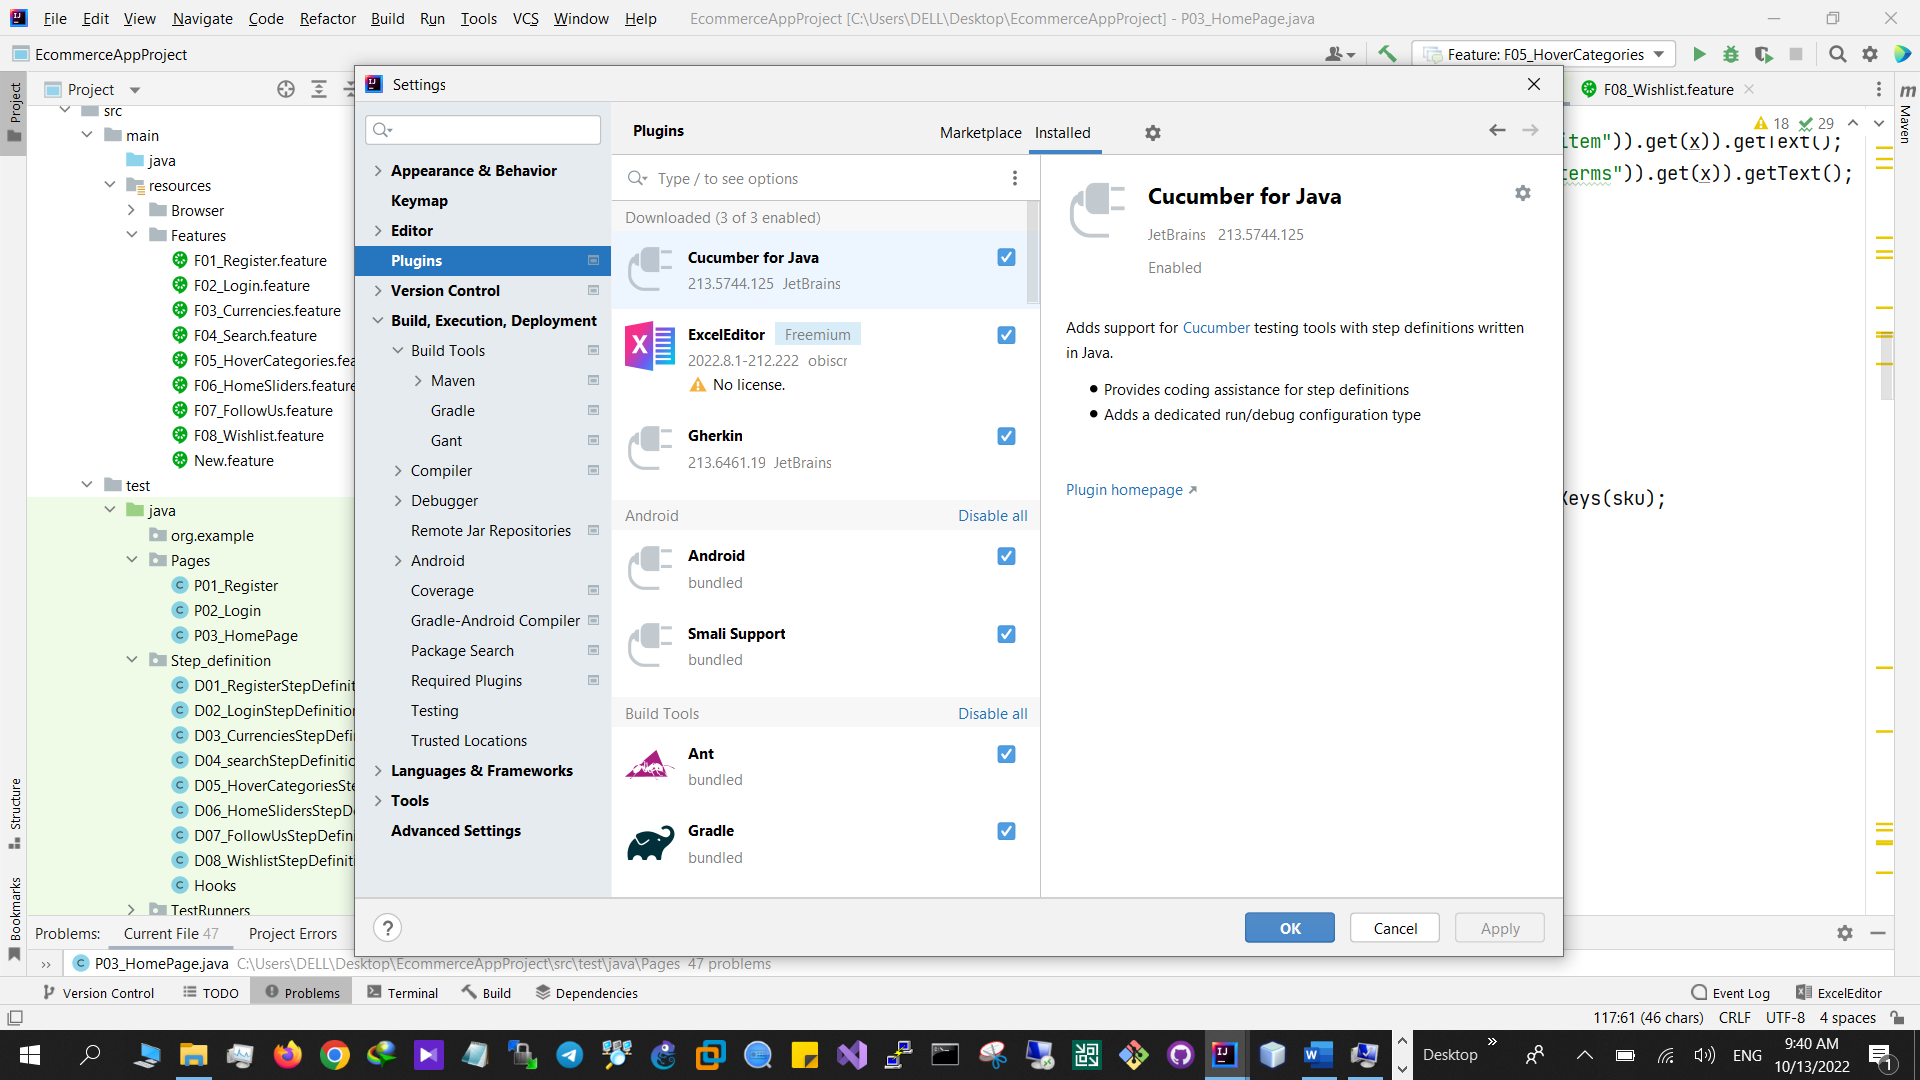 File Edit View Navigate Code Refactor Build Run Tools VCS Window Help EcommerceAppProject [C:\Users\DELL\Desktop\EcommerceAppProject] - P03_HomePage.java
EcommerceAppProject
Feature: F05_HoverCategories
Project
src
main
java
resources
Browser
Features
F01_Register.feature
F02_Login.feature
F03_Currencies.feature
F04_Search.feature
F05_HoverCategories.fea
F06_HomeSliders.feature
F07_FollowUs.feature
F08_Wishlist.feature
New.feature
test
java
org.example
Pages
P01_Register
P02_Login
P03_HomePage
Step_definition
D01_RegisterStepDefinit
D02_LoginStepDefinition
D03_CurrenciesStepDefi
D04_searchStepDefinitio
D05_HoverCategoriesSte
D06_HomeSlidersStepDe
D07_FollowUsStepDefin
D08_WishlistStepDefinit
Hooks
TestRunners
Project
Structure
Bookmarks
Settings
Appearance & Behavior
Keymap
Editor
Plugins
Version Control
Build, Execution, Deployment
Build Tools
Maven
Gradle
Gant
Compiler
Debugger
Remote Jar Repositories
Android
Coverage
Gradle-Android Compiler
Package Search
Required Plugins
Testing
Trusted Locations
Languages & Frameworks
Tools
Advanced Settings
?
Plugins Marketplace Installed
Type / to see options
Downloaded (3 of 3 enabled)
Cucumber for Java
213.5744.125 JetBrains
ExcelEditor Freemium
2022.8.1-212.222 obiscr
No license.
Gherkin
213.6461.19 JetBrains
Android Disable all
Android
bundled
Smali Support
bundled
Build Tools Disable all
Ant
bundled
Gradle
bundled
Cucumber for Java
JetBrains 213.5744.125
Enabled
Adds support for Cucumber testing tools with step definitions written
in Java.
Provides coding assistance for step definitions
Adds a dedicated run/debug configuration type
Plugin homepage
OK Cancel Apply
F08_Wishlist.feature
18 29
item")).get(x)).getText();
terms")).get(x)).getText();
Keys(sku);
m Maven
Problems: Current File 47 Project Errors
P03_HomePage.java C:\Users\DELL\Desktop\EcommerceAppProject\src\test\java\Pages 47 problems
Version Control TODO Problems Terminal Build Dependencies Event Log ExcelEditor
117:61 (46 chars) CRLF UTF-8 4 spaces
Desktop ENG 9:40 AM
10/13/2022 1